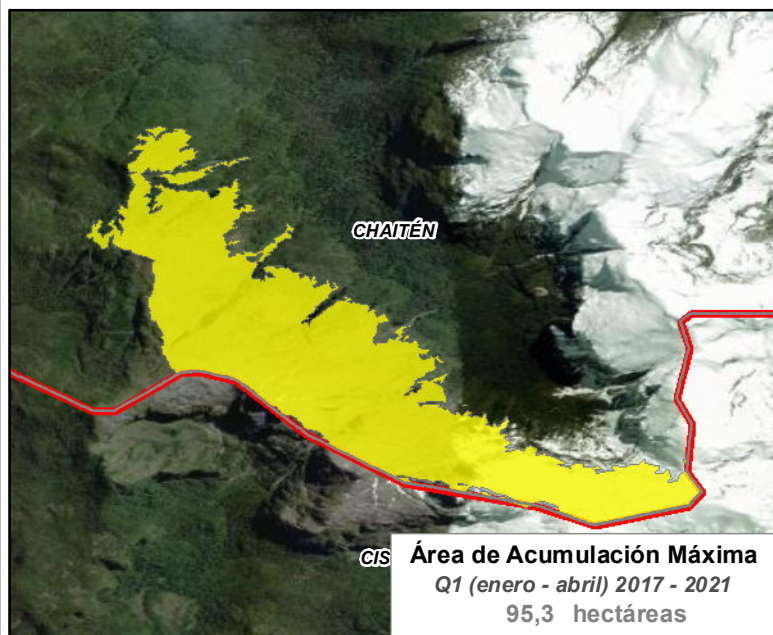 CHAITÉN
CIS
Área de Acumulación Máxima
Q1 (enero - abril) 2017 - 2021
95,3 hectáreas